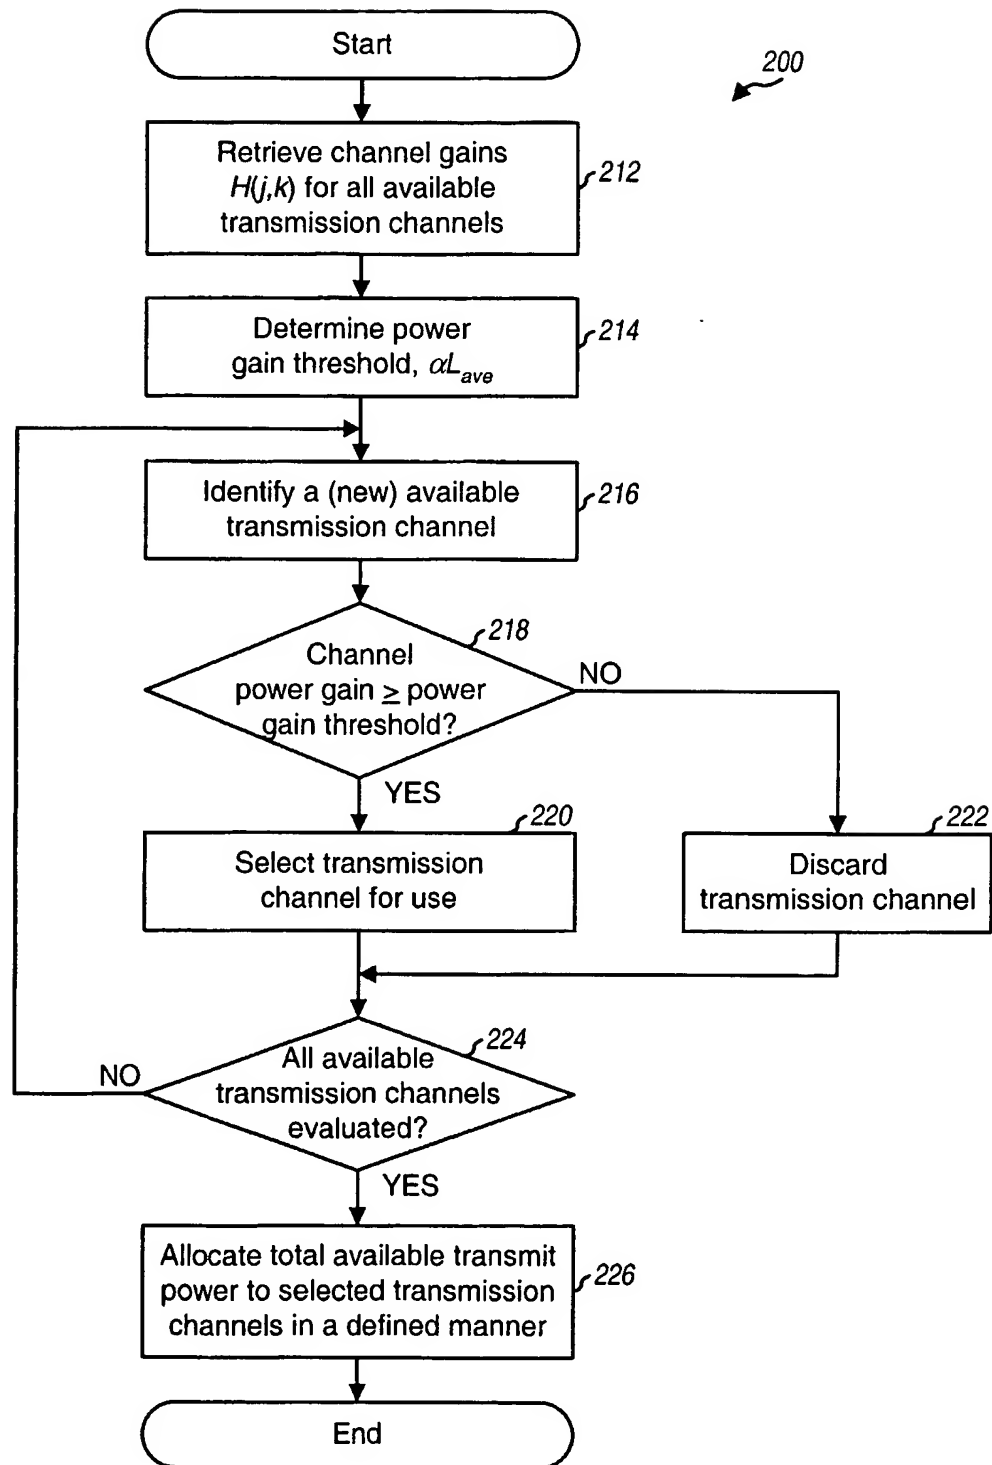 Start
200
Retrieve channel gains
H(j,k) for all available
transmission channels
212
Determine power
gain threshold, αL_ave
214
Identify a (new) available
transmission channel
216
218
Channel
power gain ≥ power
gain threshold?
NO
YES
220
Select transmission
channel for use
222
Discard
transmission channel
224
All available
transmission channels
evaluated?
NO
YES
Allocate total available transmit
power to selected transmission
channels in a defined manner
226
End